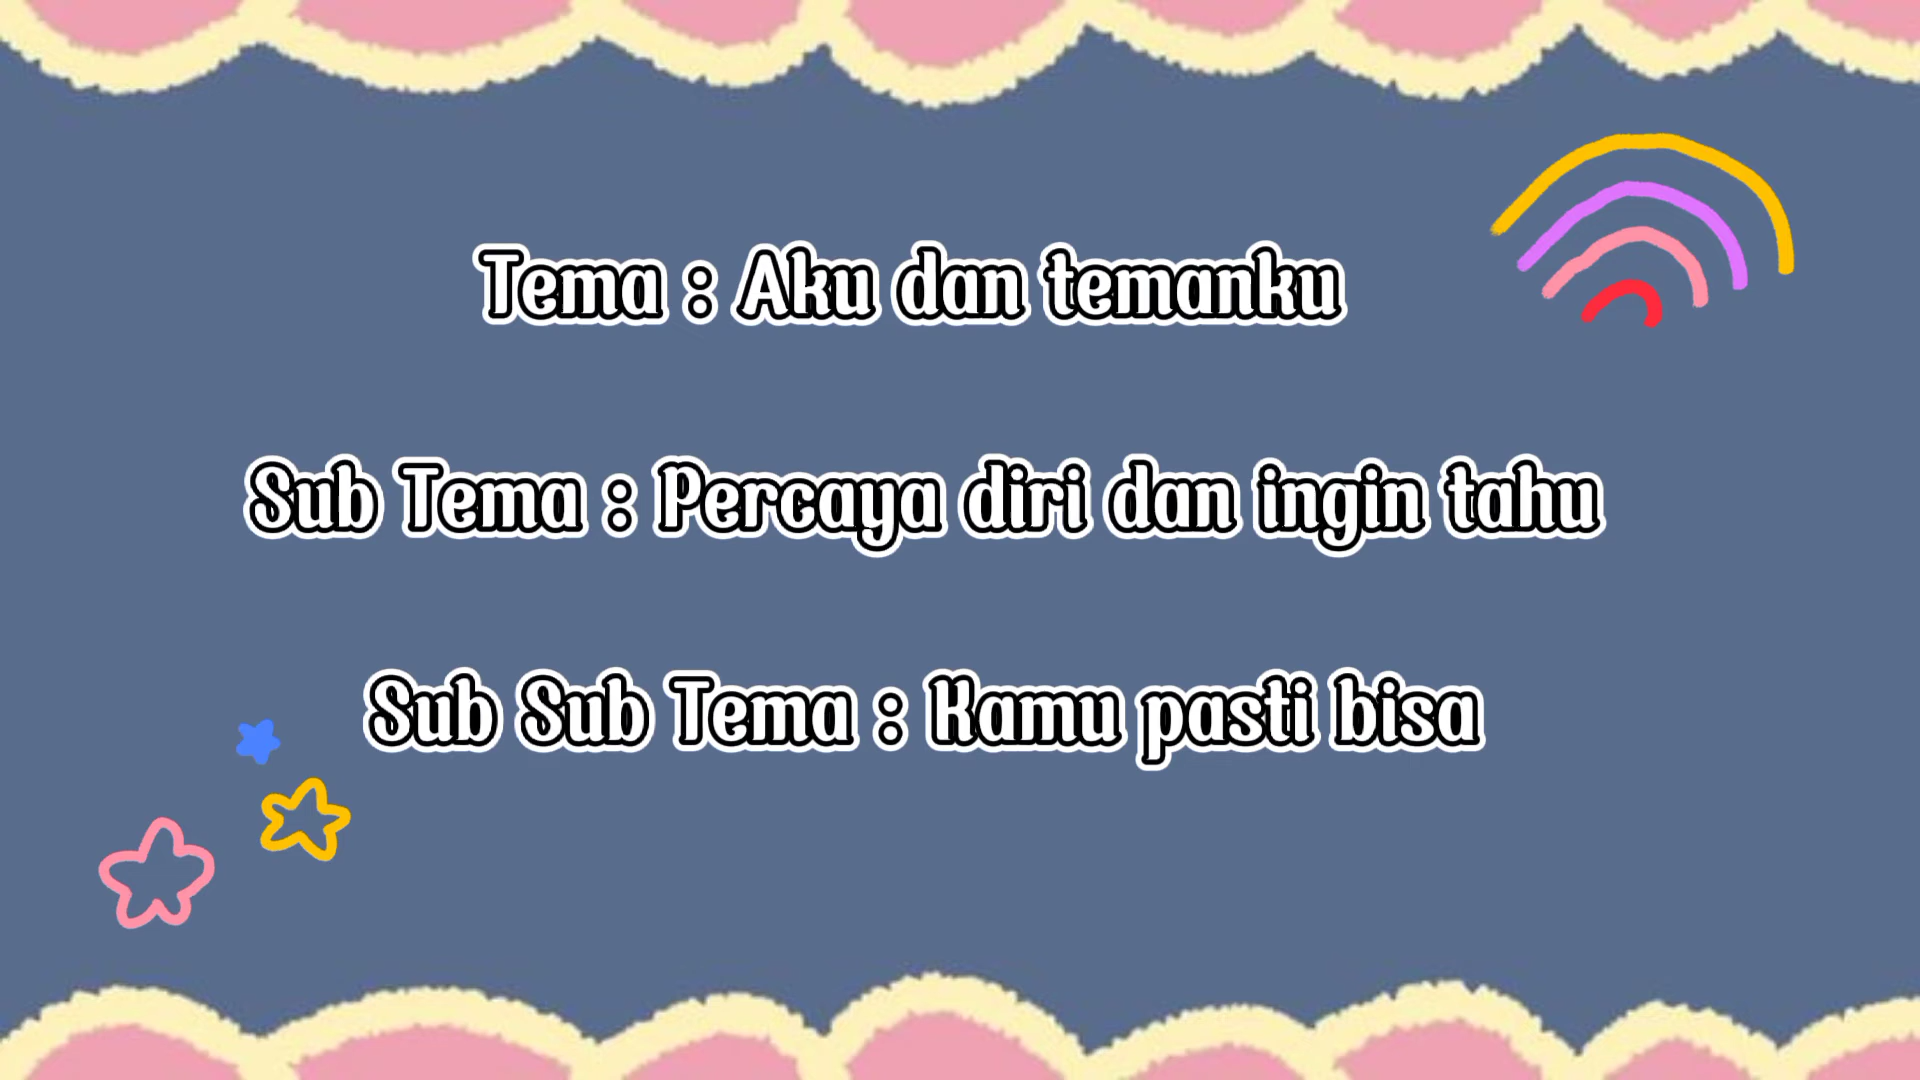 Tema : Aku dan temanku
Sub Tema : Percaya diri dan ingin tahu
Sub Sub Tema : Kamu pasti bisa